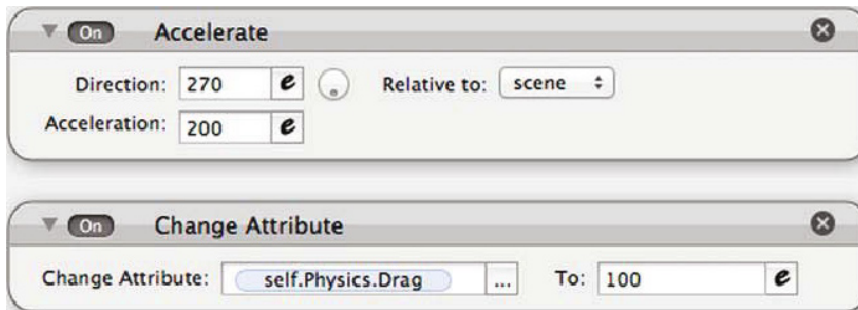 On Accelerate
Direction: 270 e Relative to: scene
Acceleration: 200 e
On Change Attribute
Change Attribute: self.Physics.Drag ... To: 100 e